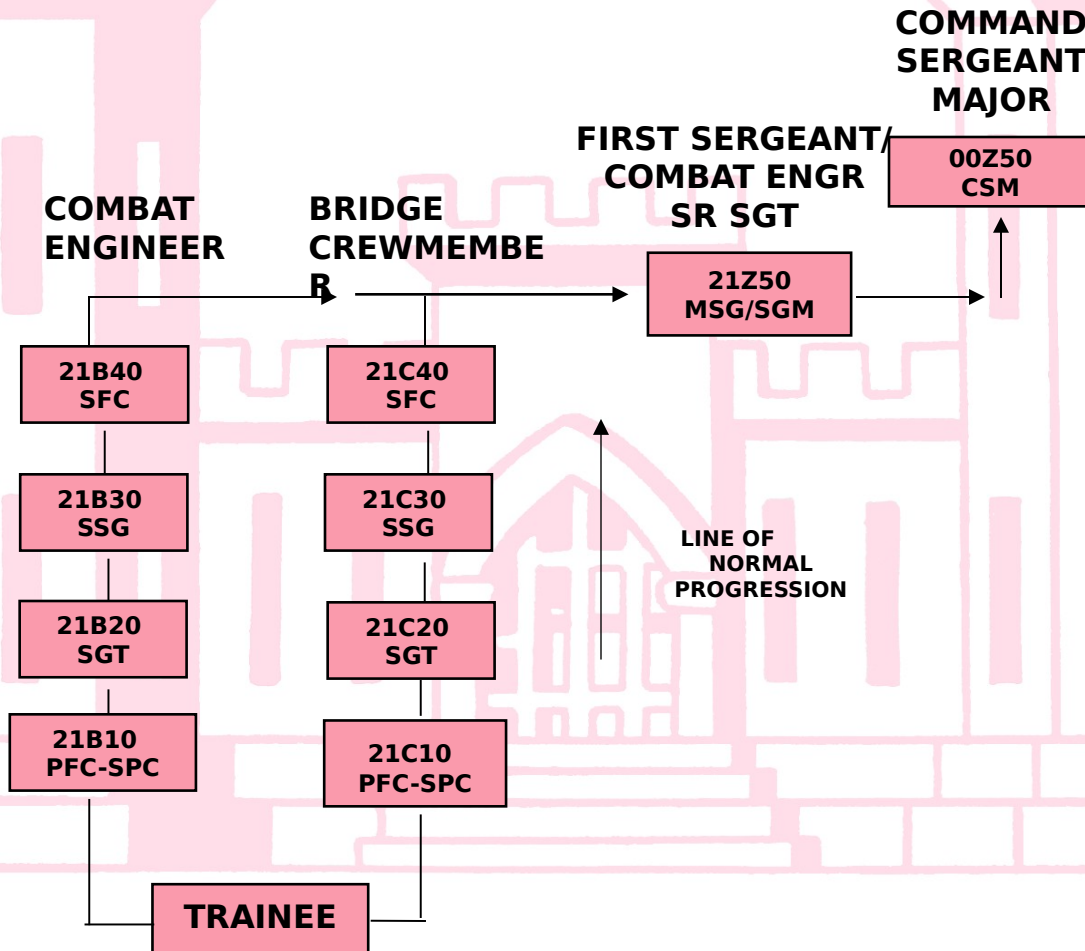 COMMAND
SERGEANT
MAJOR
FIRST SERGEANT/
COMBAT ENGR
SR SGT
00Z50
CSM
COMBAT
ENGINEER
BRIDGE
CREWMEMBE
R
21Z50
MSG/SGM
21B40
SFC
21C40
SFC
21B30
SSG
21C30
SSG
LINE OF
NORMAL
PROGRESSION
21B20
SGT
21C20
SGT
21B10
PFC-SPC
21C10
PFC-SPC
TRAINEE